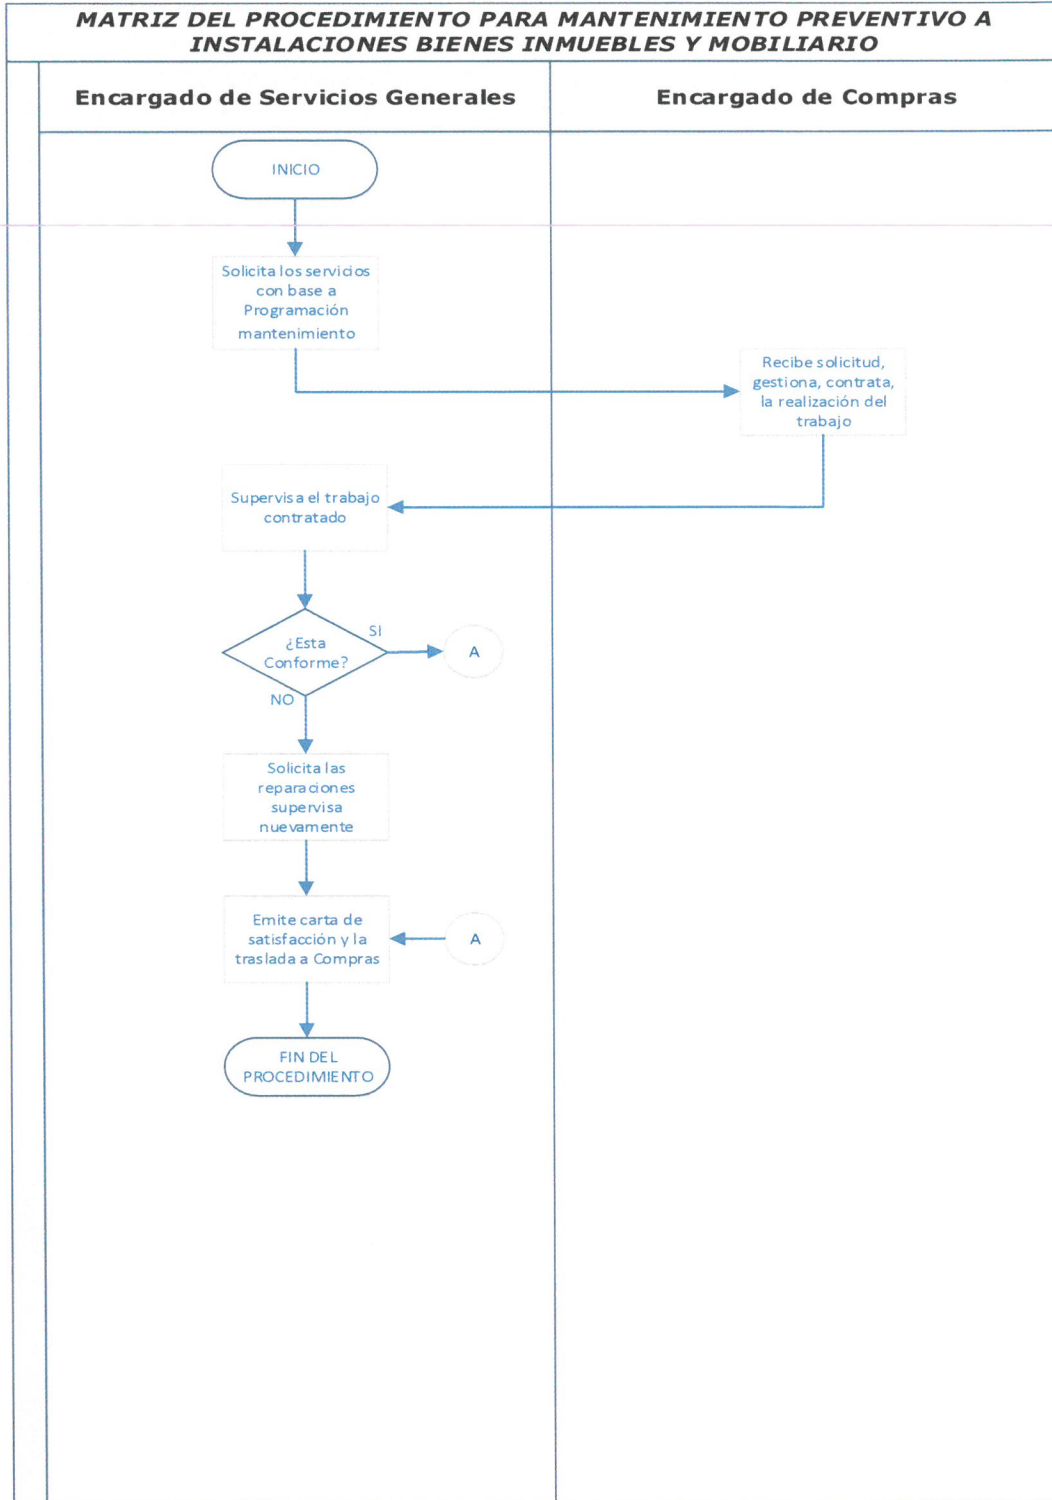 MATRIZ DEL PROCEDIMIENTO PARA MANTENIMIENTO PREVENTIVO A
INSTALACIONES BIENES INMUEBLES Y MOBILIARIO
Encargado de Servicios Generales
Encargado de Compras
INICIO
Solicita los servicios
con base a
Programación
mantenimiento
Recibe solicitud,
gestiona, contrata,
la realización del
trabajo
Supervisa el trabajo
contratado
¿Esta
Conforme?
SI
A
NO
Solicita las
reparaciones
supervisa
nuevamente
Emite carta de
satisfacción y la
traslada a Compras
A
FIN DEL
PROCEDIMIENTO